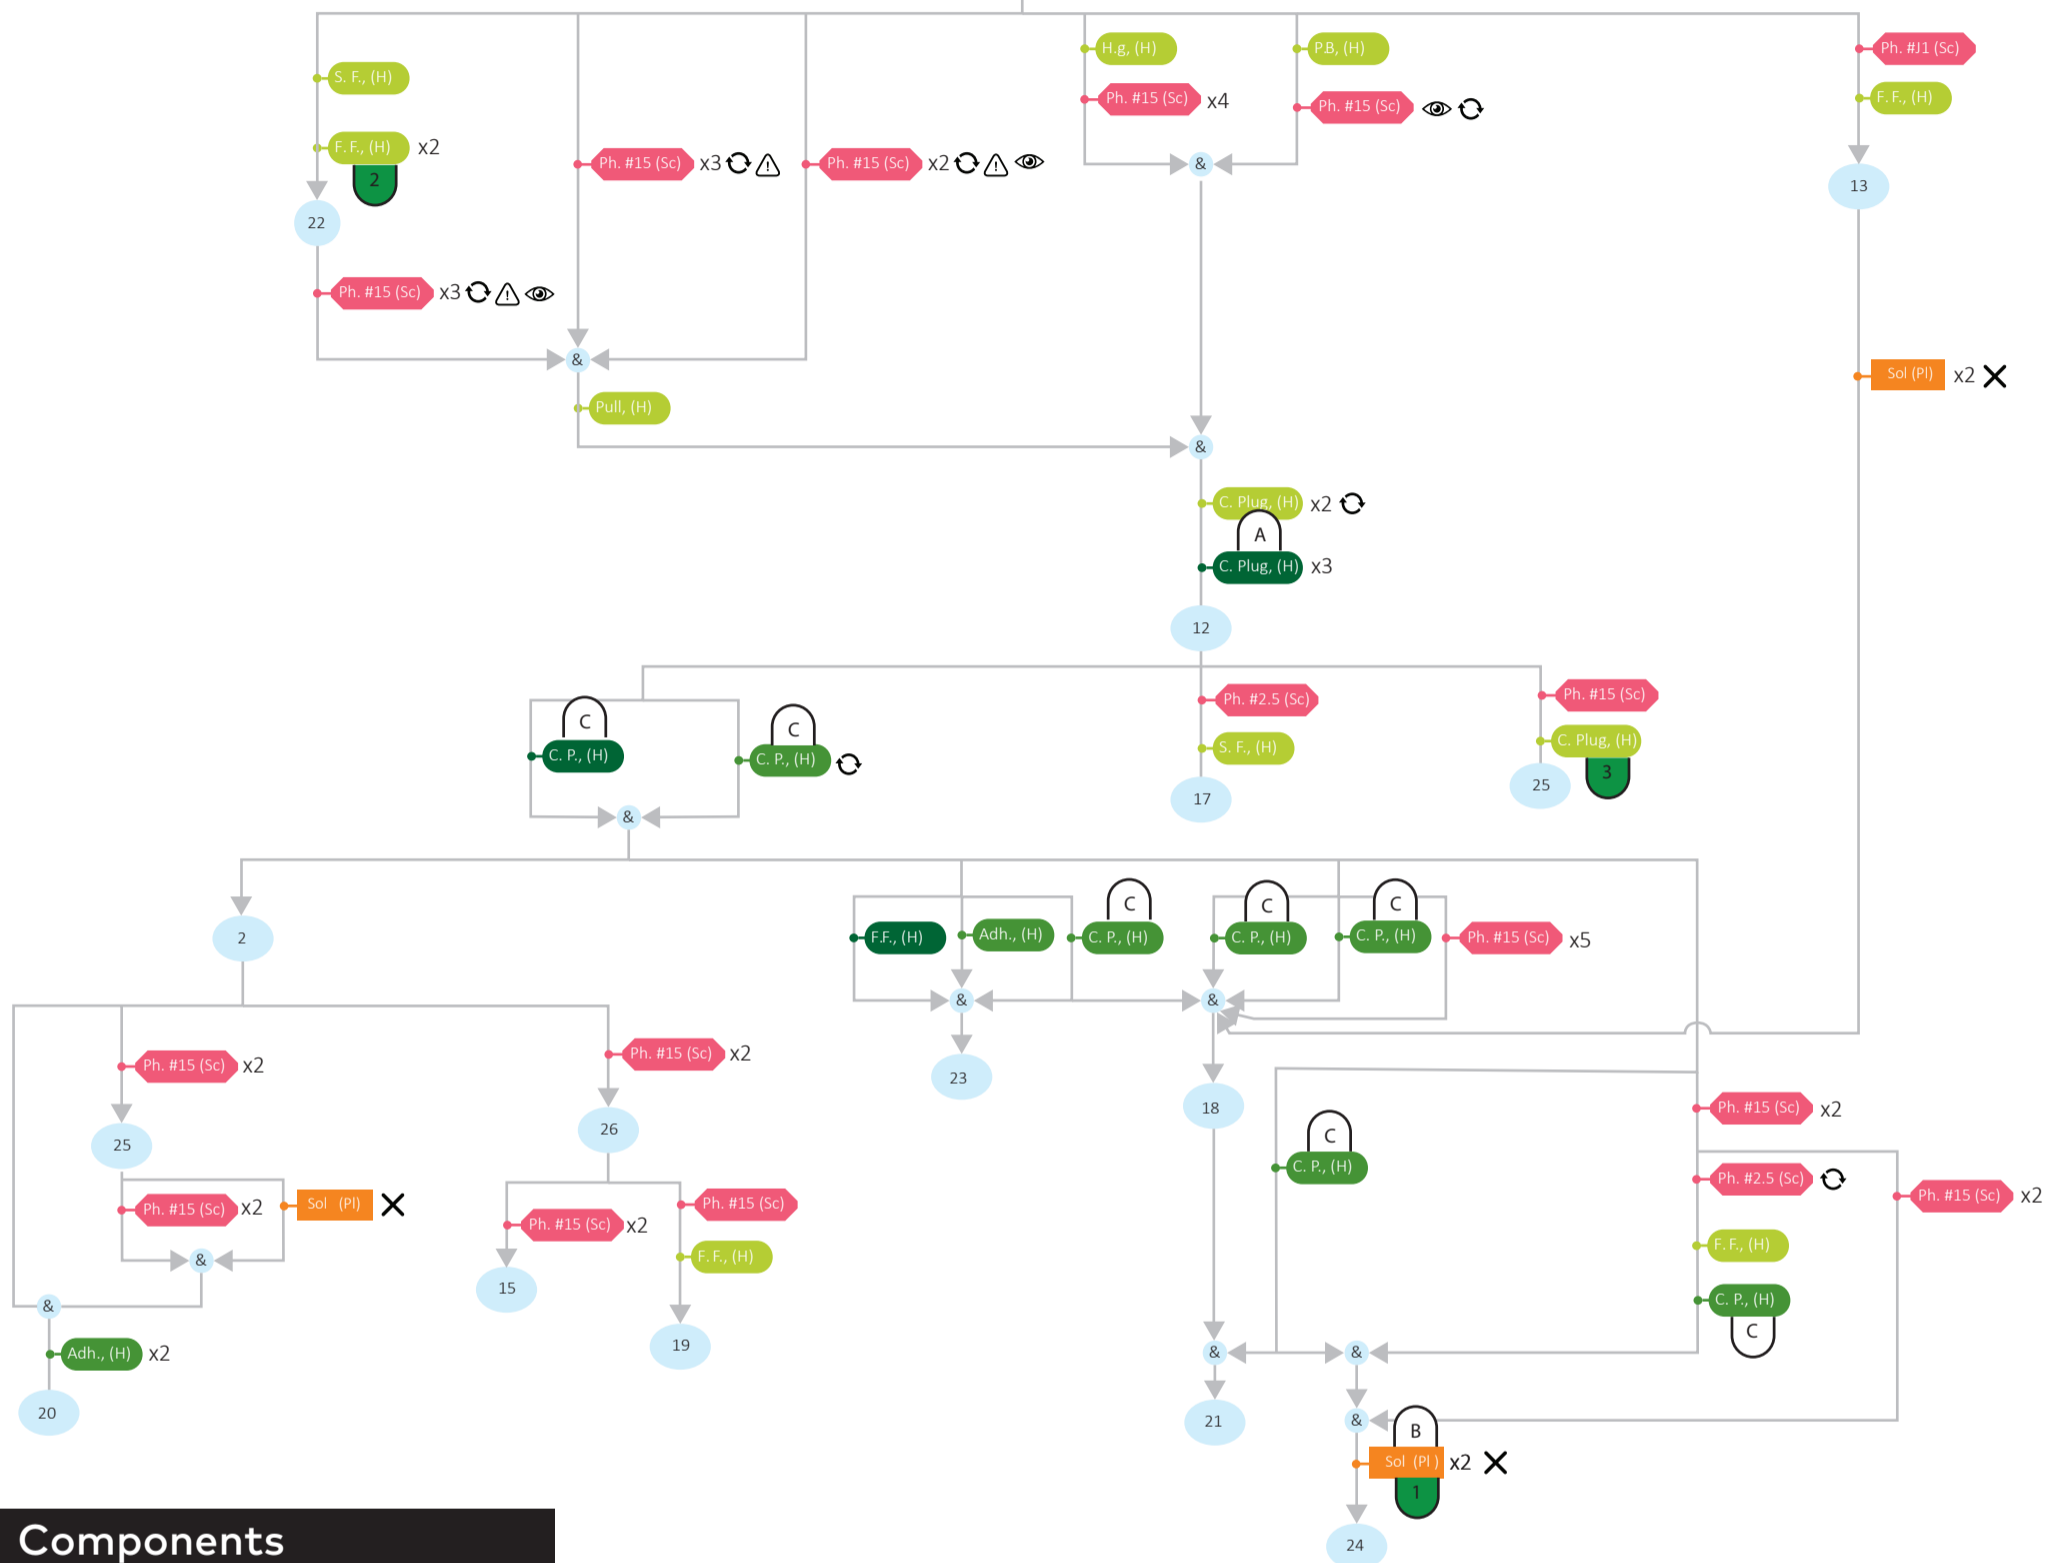 H.g, (H)
P.B, (H)
Ph. #J1 (Sc)
S. F., (H)
Ph. #15 (Sc) x4
Ph. #15 (Sc)
F. F., (H)
F. F., (H) x2
2
Ph. #15 (Sc) x3
Ph. #15 (Sc) x2
&
13
22
Ph. #15 (Sc) x3
&
Sol (Pl) x2
Pull, (H)
&
C. Plug, (H) x2
A
C. Plug, (H) x3
12
C
C. P., (H)
C
C. P., (H)
Ph. #2.5 (Sc)
S. F., (H)
Ph. #15 (Sc)
C. Plug, (H)
3
17
25
&
2
F.F., (H)
Adh., (H)
C
C. P., (H)
C
C. P., (H)
C
C. P., (H)
Ph. #15 (Sc) x5
&
&
Ph. #15 (Sc) x2
Ph. #15 (Sc) x2
23
18
Ph. #15 (Sc) x2
25
26
C
C. P., (H)
Ph. #2.5 (Sc)
Ph. #15 (Sc) x2
Ph. #15 (Sc) x2
Sol (Pl)
Ph. #15 (Sc) x2
Ph. #15 (Sc)
F. F., (H)
F. F., (H)
&
15
C. P., (H)
C
&
19
&
&
Adh., (H) x2
20
21
&
B
Sol (Pl) x2
1
24
Components